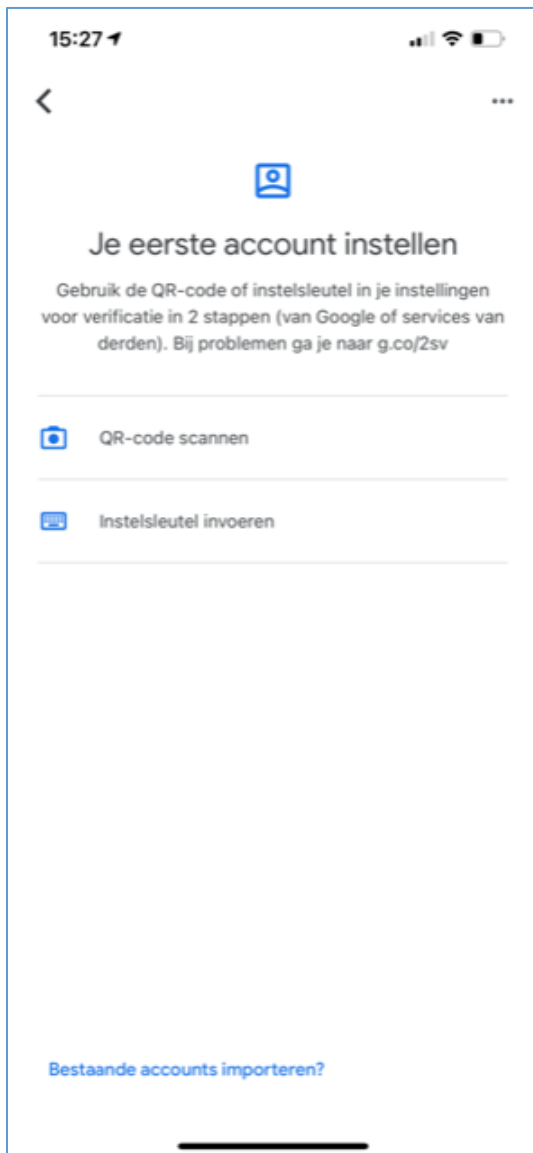 15:27
Je eerste account instellen
Gebruik de QR-code of instelsleutel in je instellingen
voor verificatie in 2 stappen (van Google of services van
derden). Bij problemen ga je naar g.co/2sv
QR-code scannen
Instelsleutel invoeren
Bestaande accounts importeren?